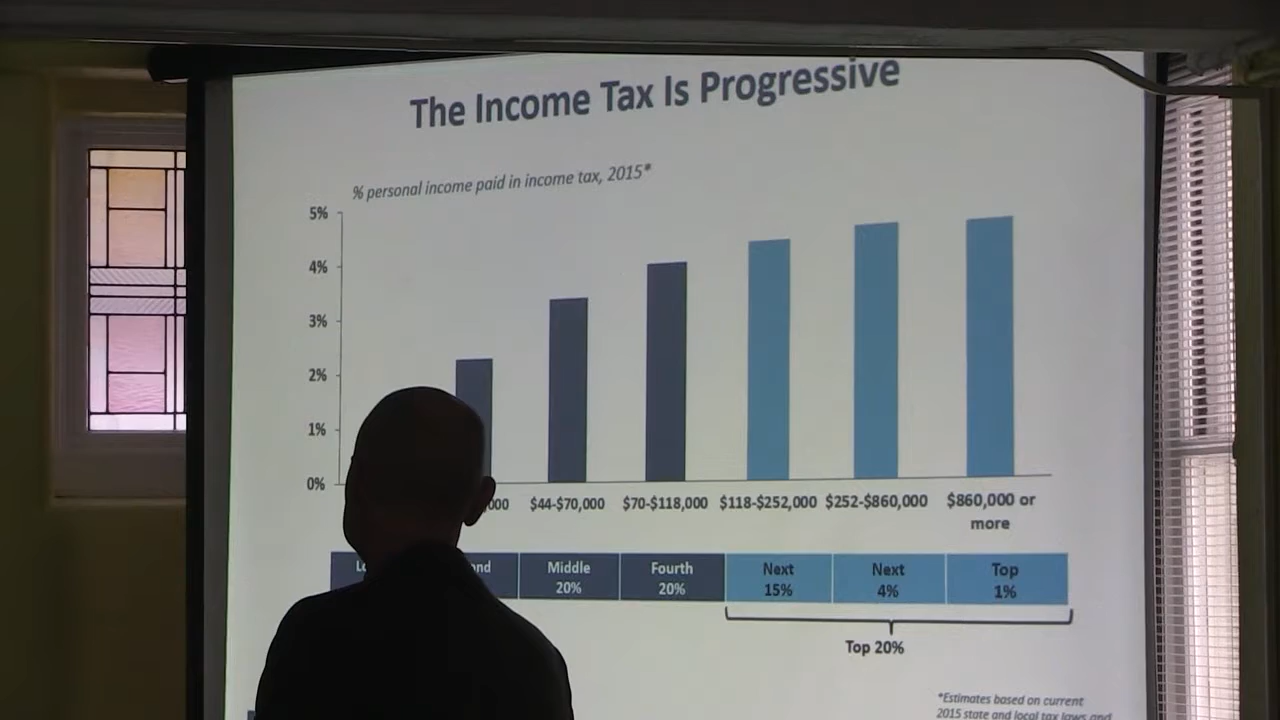 The Income Tax Is Progressive
% personal income paid in income tax, 2015*
5%
4%
3%
2%
1%
0%
000 $44-$70,000 $70-$118,000 $118-$252,000 $252-$860,000 $860,000 or
more
Middle Fourth Next Next Top
20% 20% 15% 4% 1%
Top 20%
*Estimates based on current
2015 state and local tax laws and